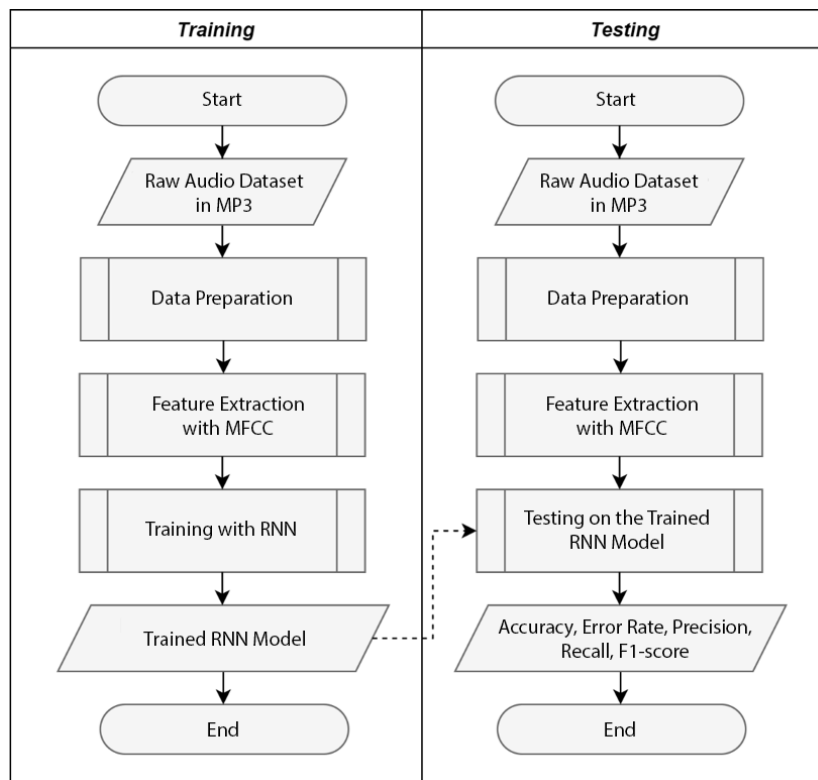 Training
Start
Raw Audio Dataset
in MP3
Data Preparation
Feature Extraction
with MFCC
Training with RNN
Trained RNN Model
End
Testing
Start
Raw Audio Dataset
in MP3
Data Preparation
Feature Extraction
with MFCC
Testing on the Trained
RNN Model
Accuracy, Error Rate, Precision,
Recall, F1-score
End